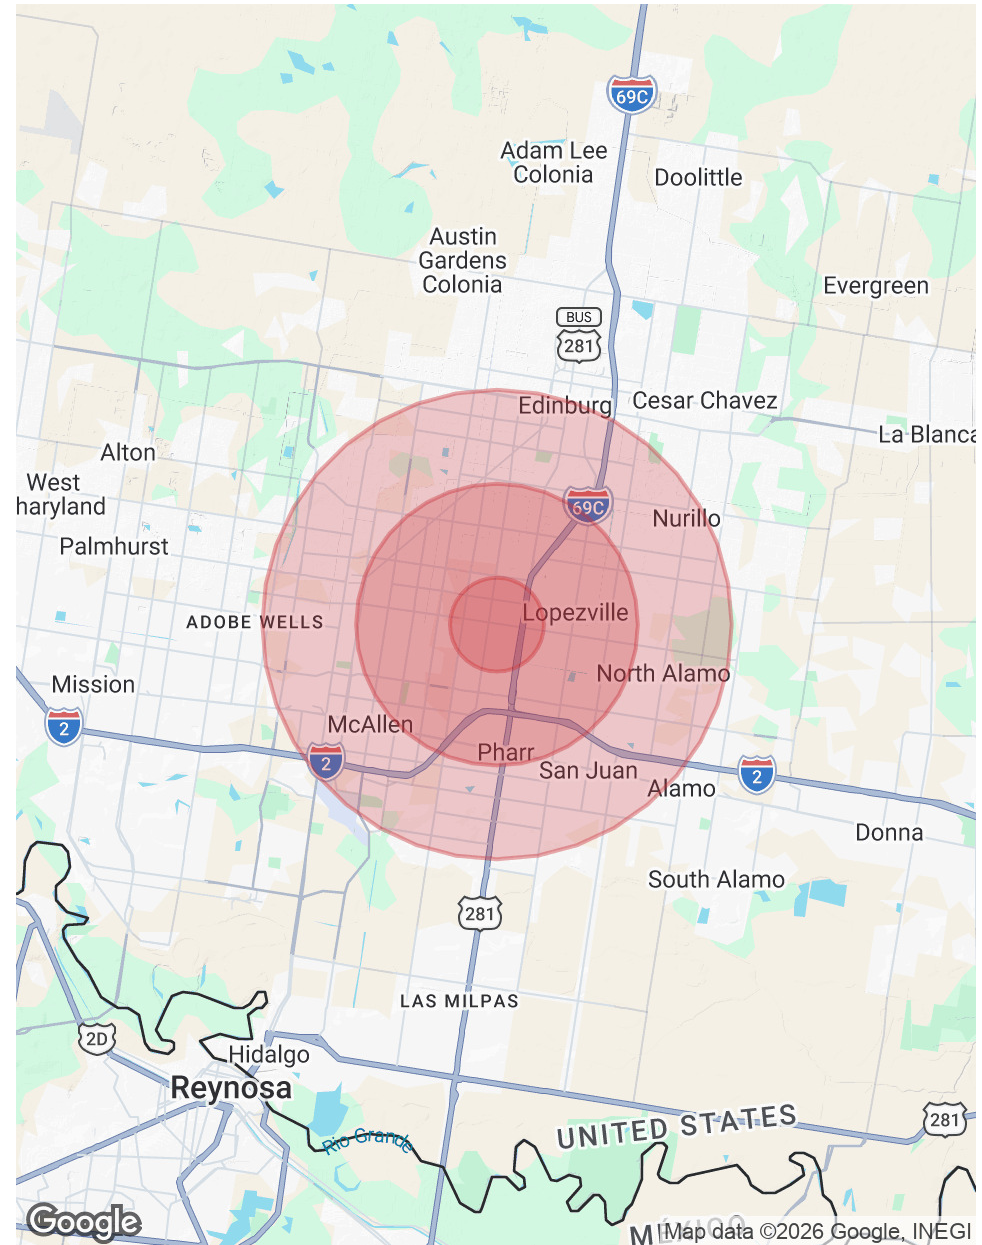 69C
Adam Lee
Colonia
Doolittle
Austin
Gardens
Colonia
Evergreen
BUS
281
Edinburg
Cesar Chavez
La Blanca
Alton
West
haryland
69C
Nurillo
Palmhurst
Lopezville
ADOBE WELLS
North Alamo
Mission
2
McAllen
Pharr
San Juan
2
2
Alamo
Donna
South Alamo
281
LAS MILPAS
2D
Hidalgo
Reynosa
UNITED STATES
281
Rio Grande
MÉXICO
Google
Map data ©2026 Google, INEGI